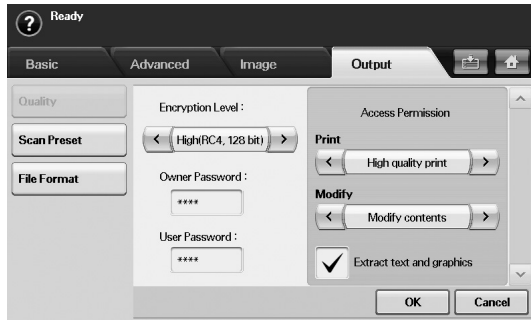 Ready
Basic
Advanced
Image
Output
Quality
Scan Preset
File Format
Encryption Level :
High(RC4, 128 bit)
Owner Password :
****
User Password :
****
Access Permission
Print
High quality print
Modify
Modify contents
Extract text and graphics
OK
Cancel